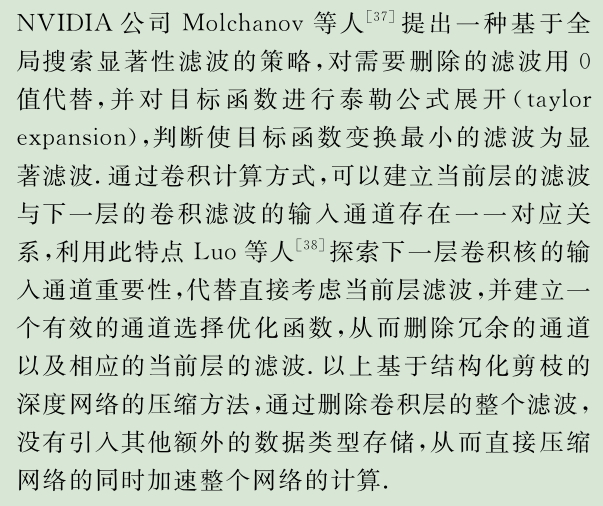 NVIDIA 公司 Molchanov 等人[37]提出一种基于全
局搜索显著性滤波的策略,对需要删除的滤波用 0
值代替,并对目标函数进行泰勒公式展开(taylor
expansion),判断使目标函数变换最小的滤波为显
著滤波. 通过卷积计算方式,可以建立当前层的滤波
与下一层的卷积滤波的输入通道存在一一对应关
系,利用此特点 Luo 等人[38]探索下一层卷积核的输
入通道重要性,代替直接考虑当前层滤波,并建立一
个有效的通道选择优化函数,从而删除冗余的通道
以及相应的当前层的滤波. 以上基于结构化剪枝的
深度网络的压缩方法,通过删除卷积层的整个滤波,
没有引入其他额外的数据类型存储,从而直接压缩
网络的同时加速整个网络的计算.